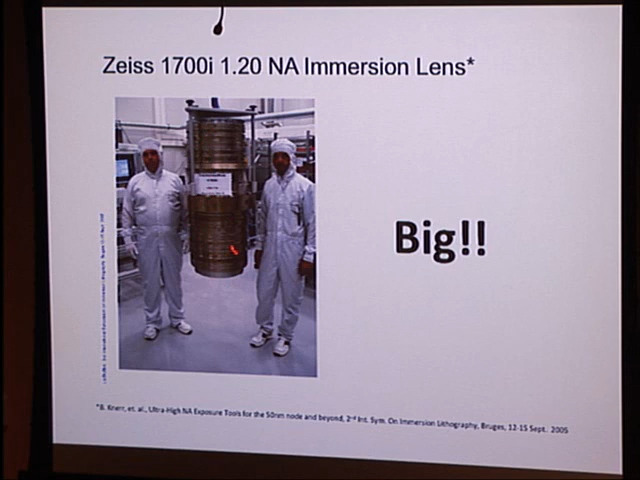 Zeiss 1700i 1.20 NA Immersion Lens*
Big!!
*B. Knerr, et. al., Ultra-High NA Exposure Tools for the 50nm node and beyond, 2nd Int. Sym. On Immersion Lithography, Bruges, 12-15 Sept. 2005